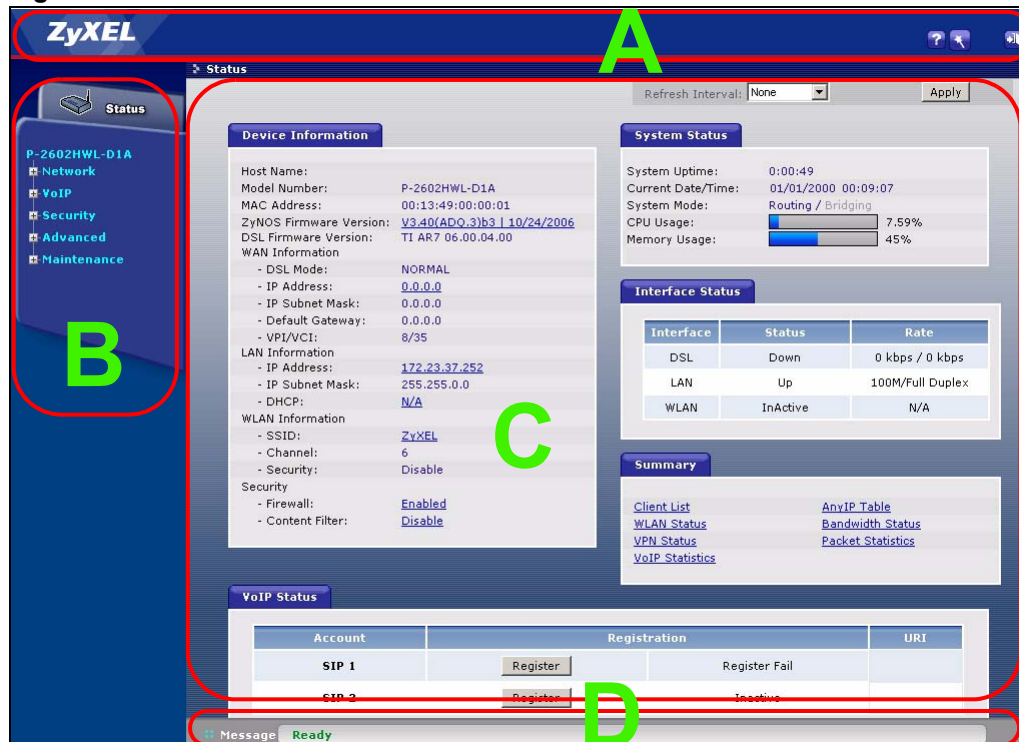 ZyXEL
A
Status
> Status
Refresh Interval: None Apply
B
P-2602HWL-D1A
Network
VoIP
Security
Advanced
Maintenance
Device Information
Host Name:
Model Number: P-2602HWL-D1A
MAC Address: 00:13:49:00:00:01
ZyNOS Firmware Version: V3.40(ADQ.3)b3 | 10/24/2006
DSL Firmware Version: TI AR7 06.00.04.00
WAN Information
- DSL Mode: NORMAL
- IP Address: 0.0.0.0
- IP Subnet Mask: 0.0.0.0
- Default Gateway: 0.0.0.0
- VPI/VCI: 8/35
LAN Information
- IP Address: 172.23.37.252
- IP Subnet Mask: 255.255.0.0
- DHCP: N/A
WLAN Information
- SSID: ZyXEL
- Channel: 6
- Security: Disable
Security
- Firewall: Enabled
- Content Filter: Disable
C
System Status
System Uptime: 0:00:49
Current Date/Time: 01/01/2000 00:09:07
System Mode: Routing / Bridging
CPU Usage: 7.59%
Memory Usage: 45%
Interface Status
Interface Status Rate
DSL Down 0 kbps / 0 kbps
LAN Up 100M/Full Duplex
WLAN InActive N/A
Summary
Client List AnyIP Table
WLAN Status Bandwidth Status
VPN Status Packet Statistics
VoIP Statistics
VoIP Status
Account Registration URI
SIP 1 Register Register Fail
SIP 2 Register Inactive
D
Message Ready